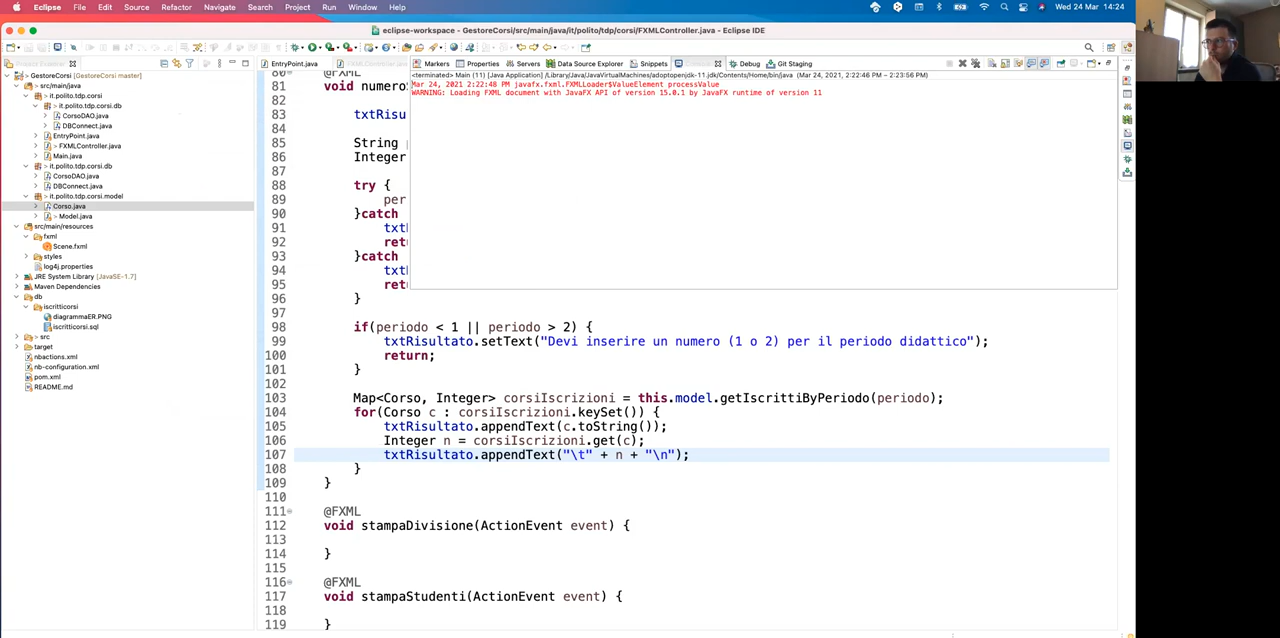 Eclipse File Edit Source Refactor Navigate Search Project Run Window Help Wed 24 Mar 14:24
eclipse-workspace - GestoreCorsi/src/main/java/it/polito/tdp/corsi/FXMLController.java - Eclipse IDE
EntryPoint.java
Markers Properties Servers Data Source Explorer Snippets Console Debug Git Staging
<terminated> Main (11) [Java Application] /Library/Java/JavaVirtualMachines/adoptopenjdk-11.jdk/Contents/Home/bin/java (Mar 24, 2021 2:22:46 PM – 2:23:56 PM)
Mar 24, 2021 2:22:48 PM javafx.fxml.FXMLLoader$ValueElement processValue
WARNING: Loading FXML document with JavaFX API of version 15.0.1 by JavaFX runtime of version 11
GestoreCorsi [GestoreCorsi master]
src/main/java
it.polito.tdp.corsi
it.polito.tdp.corsi.db
CorsoDAO.java
DBConnect.java
EntryPoint.java
> FXMLController.java
Main.java
it.polito.tdp.corsi.db
CorsoDAO.java
DBConnect.java
> it.polito.tdp.corsi.model
Corso.java
> Model.java
src/main/resources
fxml
Scene.fxml
styles
log4j.properties
JRE System Library [JavaSE-1.7]
Maven Dependencies
db
iscritticorsi
diagrammaER.PNG
iscritticorsi.sql
src
target
nbactions.xml
nb-configuration.xml
pom.xml
README.md
80 @FXML
81 void numero
82
83 txtRisu
84
85 String
86 Integer
87
88 try {
89 per
90 }catch
91 txt
92 ret
93 }catch
94 txt
95 ret
96 }
97
98 if(periodo < 1 || periodo > 2) {
99 txtRisultato.setText("Devi inserire un numero (1 o 2) per il periodo didattico");
100 return;
101 }
102
103 Map<Corso, Integer> corsiIscrizioni = this.model.getIscrittiByPeriodo(periodo);
104 for(Corso c : corsiIscrizioni.keySet()) {
105 txtRisultato.appendText(c.toString());
106 Integer n = corsiIscrizioni.get(c);
107 txtRisultato.appendText("\t" + n + "\n");
108 }
109 }
110
111 @FXML
112 void stampaDivisione(ActionEvent event) {
113
114 }
115
116 @FXML
117 void stampaStudenti(ActionEvent event) {
118
119 }